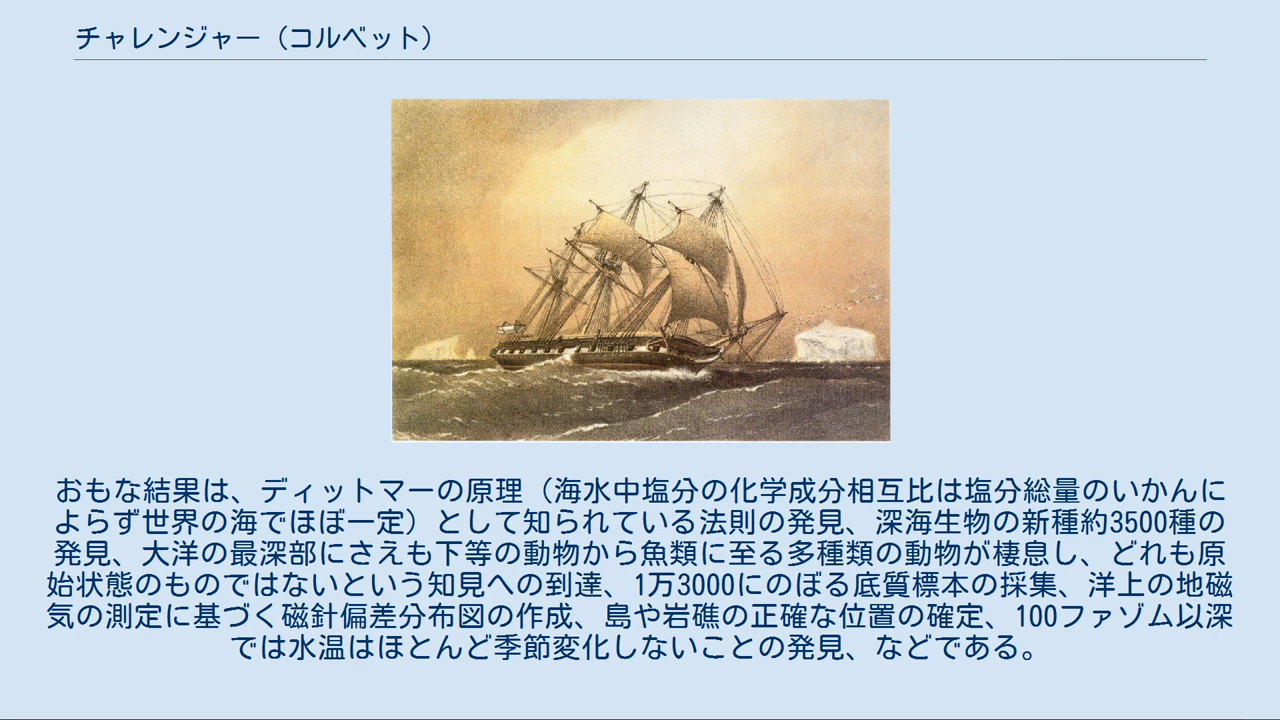 チャレンジャー（コルベット）
おもな結果は、ディットマーの原理（海水中塩分の化学成分相互比は塩分総量のいかんに
よらず世界の海でほぼ一定）として知られている法則の発見、深海生物の新種約3500種の
発見、大洋の最深部にさえも下等の動物から魚類に至る多種類の動物が棲息し、どれも原
始状態のものではないという知見への到達、1万3000にのぼる底質標本の採集、洋上の地磁
気の測定に基づく磁針偏差分布図の作成、島や岩礁の正確な位置の確定、100ファゾム以深
では水温はほとんど季節変化しないことの発見、などである。